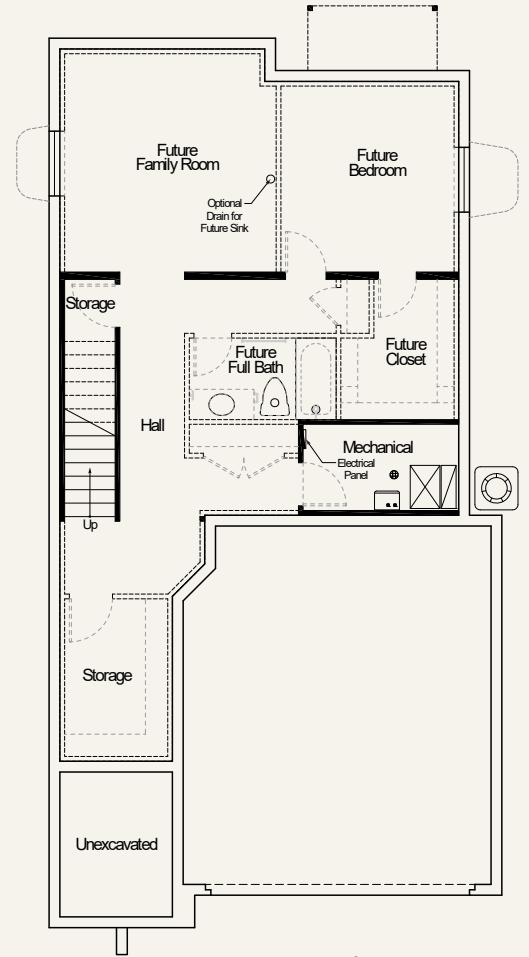 Future
Family Room
Future
Bedroom
Optional
Drain for
Future Sink
Storage
Future
Closet
Future
Full Bath
Hall
Mechanical
Electrical
Panel
Up
Storage
Unexcavated